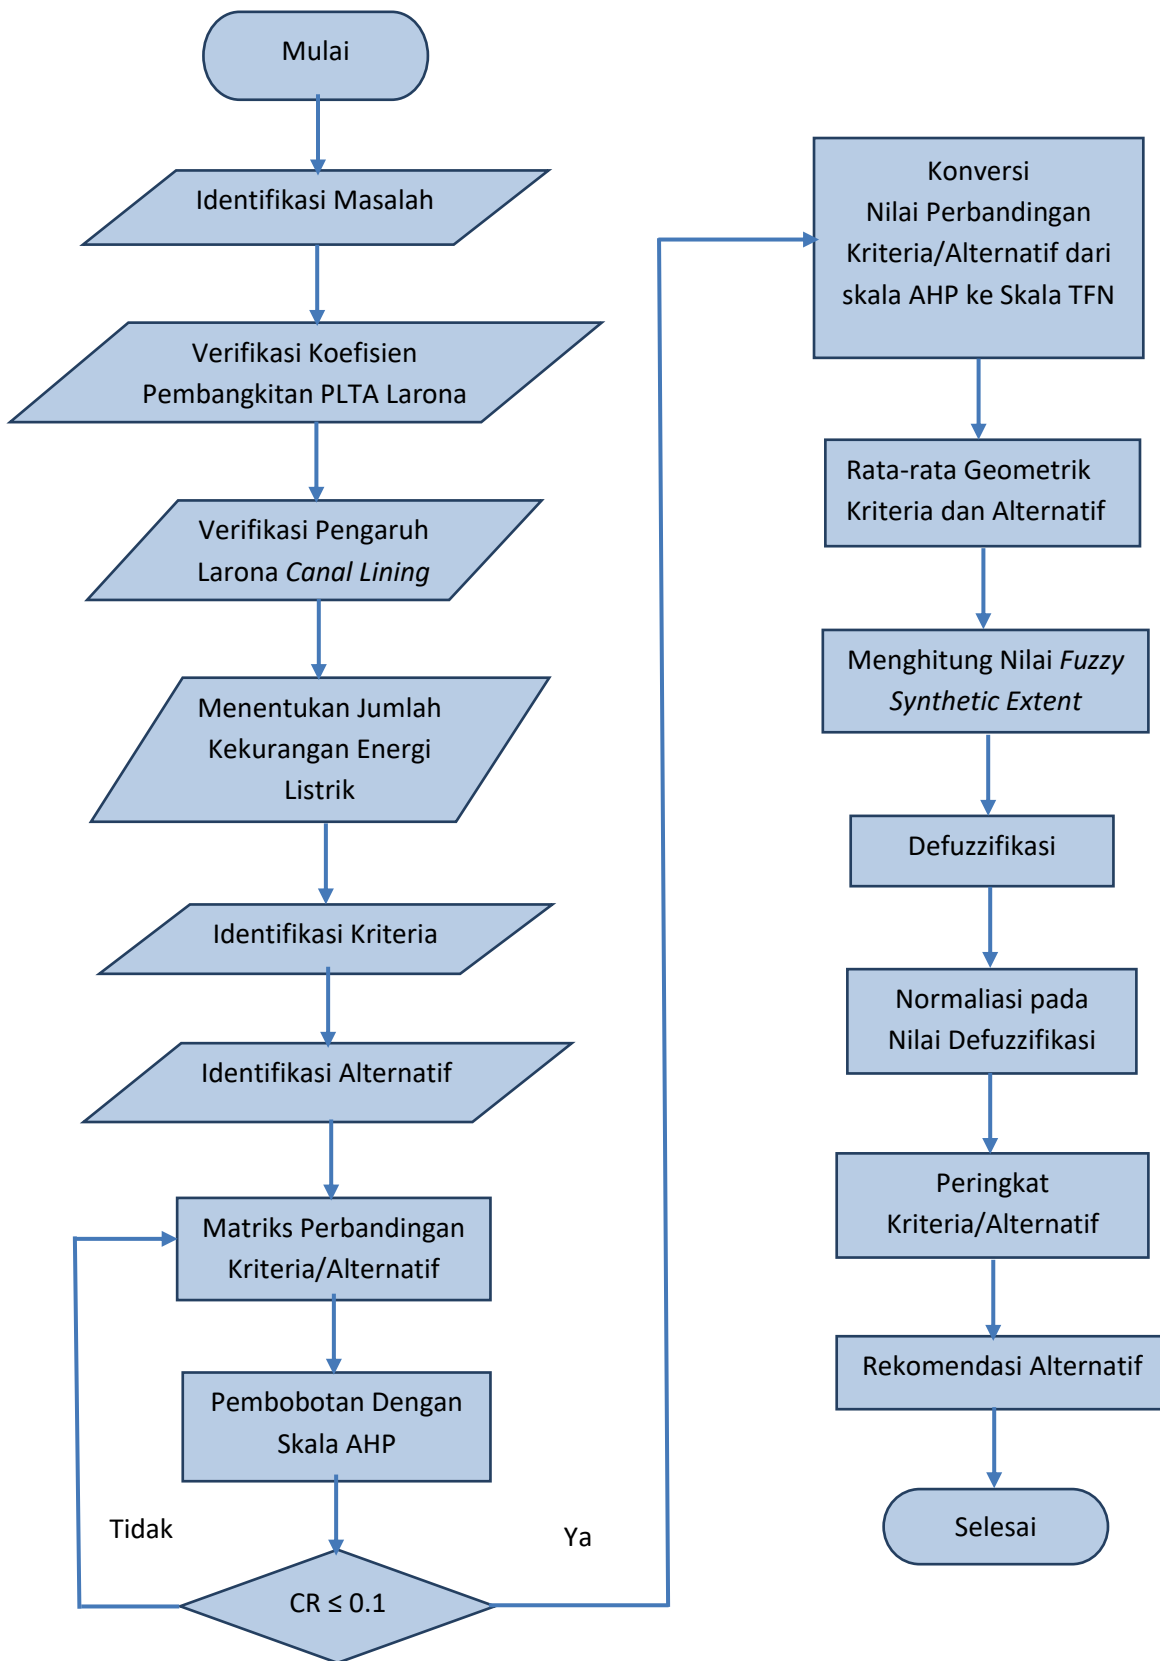 Mulai
Identifikasi Masalah
Verifikasi Koefisien
Pembangkitan PLTA Larona
Verifikasi Pengaruh
Larona Canal Lining
Menentukan Jumlah
Kekurangan Energi
Listrik
Identifikasi Kriteria
Identifikasi Alternatif
Matriks Perbandingan
Kriteria/Alternatif
Pembobotan Dengan
Skala AHP
Tidak
Ya
CR ≤ 0.1
Konversi
Nilai Perbandingan
Kriteria/Alternatif dari
skala AHP ke Skala TFN
Rata-rata Geometrik
Kriteria dan Alternatif
Menghitung Nilai Fuzzy
Synthetic Extent
Defuzzifikasi
Normaliasi pada
Nilai Defuzzifikasi
Peringkat
Kriteria/Alternatif
Rekomendasi Alternatif
Selesai